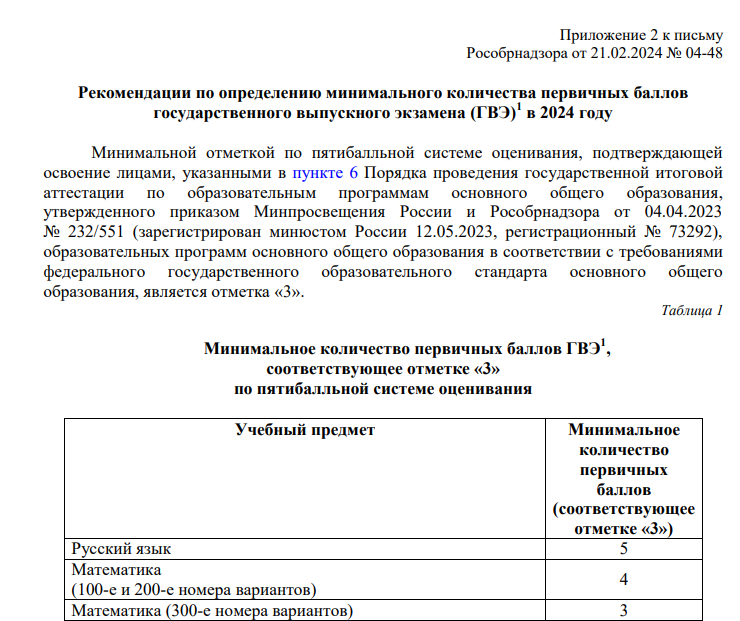 Приложение 2 к письму
Рособрнадзора от 21.02.2024 № 04-48
Рекомендации по определению минимального количества первичных баллов
государственного выпускного экзамена (ГВЭ)¹ в 2024 году
Минимальной отметкой по пятибалльной системе оценивания, подтверждающей
освоение лицами, указанными в пункте 6 Порядка проведения государственной итоговой
аттестации по образовательным программам основного общего образования,
утвержденного приказом Минпросвещения России и Рособрнадзора от 04.04.2023
№ 232/551 (зарегистрирован минюстом России 12.05.2023, регистрационный № 73292),
образовательных программ основного общего образования в соответствии с требованиями
федерального государственного образовательного стандарта основного общего
образования, является отметка «3».
Таблица 1
Минимальное количество первичных баллов ГВЭ¹,
соответствующее отметке «3»
по пятибалльной системе оценивания
Учебный предмет
Минимальное
количество
первичных
баллов
(соответствующее
отметке «3»)
Русский язык 5
Математика
(100-е и 200-е номера вариантов) 4
Математика (300-е номера вариантов) 3